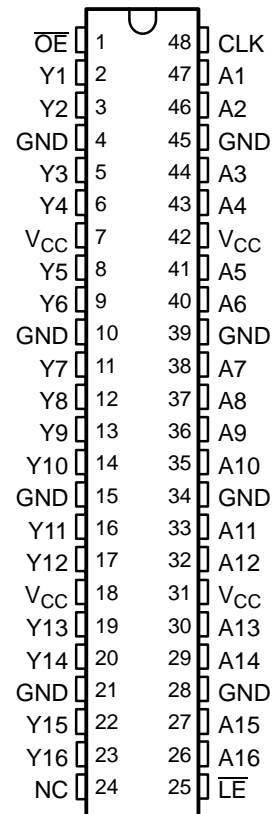 OE 1 48 CLK
Y1 2 47 A1
Y2 3 46 A2
GND 4 45 GND
Y3 5 44 A3
Y4 6 43 A4
VCC 7 42 VCC
Y5 8 41 A5
Y6 9 40 A6
GND 10 39 GND
Y7 11 38 A7
Y8 12 37 A8
Y9 13 36 A9
Y10 14 35 A10
GND 15 34 GND
Y11 16 33 A11
Y12 17 32 A12
VCC 18 31 VCC
Y13 19 30 A13
Y14 20 29 A14
GND 21 28 GND
Y15 22 27 A15
Y16 23 26 A16
NC 24 25 LE